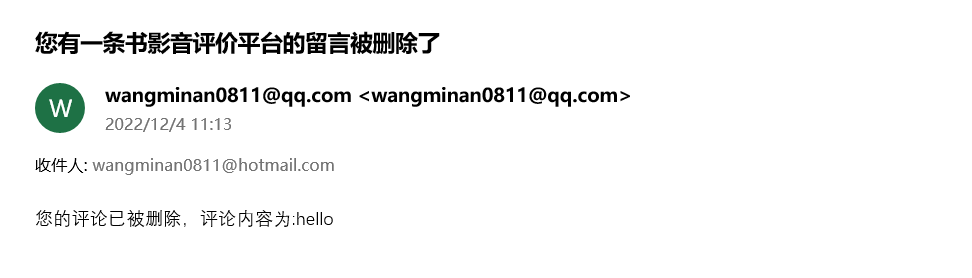 您有一条书影音评价平台的留言被删除了
W
wangminan0811@qq.com <wangminan0811@qq.com>
2022/12/4 11:13
收件人: wangminan0811@hotmail.com
您的评论已被删除，评论内容为:hello